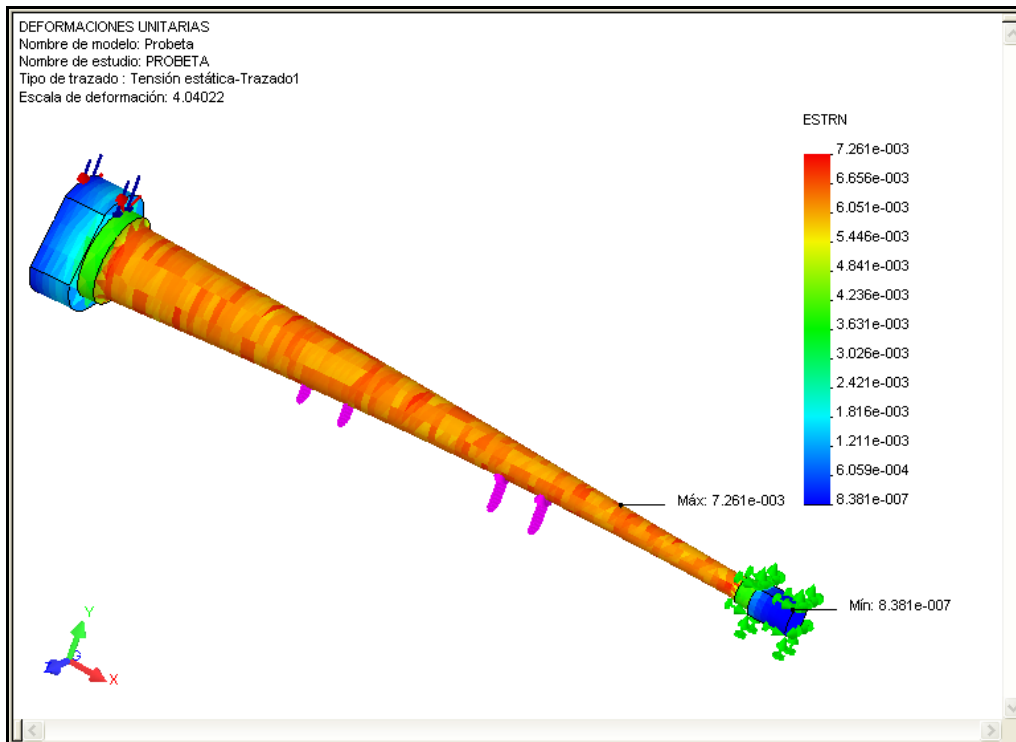 DEFORMACIONES UNITARIAS
Nombre de modelo: Probeta
Nombre de estudio: PROBETA
Tipo de trazado : Tensión estática-Trazado1
Escala de deformación: 4.04022
ESTRN
7.261e-003
6.656e-003
6.051e-003
5.446e-003
4.841e-003
4.236e-003
3.631e-003
3.026e-003
2.421e-003
1.816e-003
1.211e-003
6.059e-004
8.381e-007
Máx: 7.261e-003
Mín: 8.381e-007
Y
X